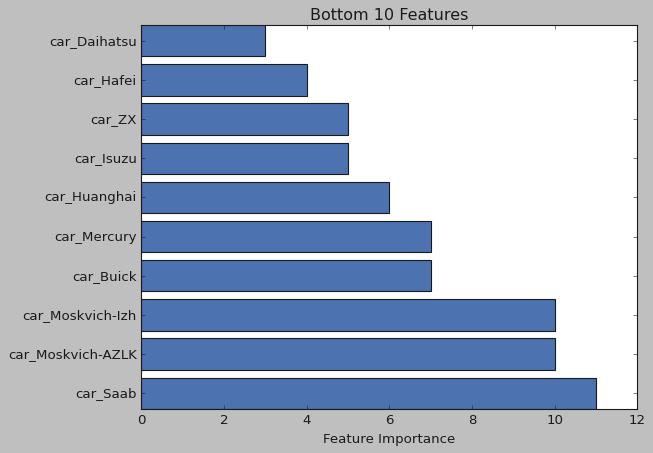 Bottom 10 Features
car_Daihatsu
car_Hafei
car_ZX
car_Isuzu
car_Huanghai
car_Mercury
car_Buick
car_Moskvich-Izh
car_Moskvich-AZLK
car_Saab
0 2 4 6 8 10 12
Feature Importance